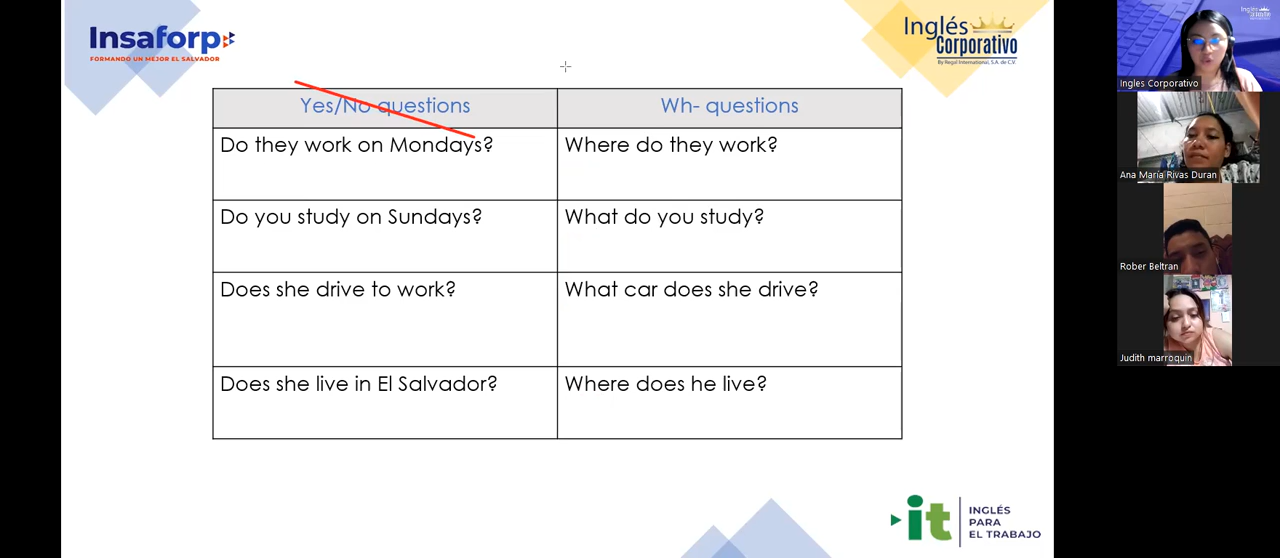 Insaforp
FORMANDO UN MEJOR EL SALVADOR
Inglés
Corporativo
By Regal International, S.A. de C.V.
Yes/No questions
Wh- questions
Do they work on Mondays?
Where do they work?
Do you study on Sundays?
What do you study?
Does she drive to work?
What car does she drive?
Does she live in El Salvador?
Where does he live?
it
INGLÉS
PARA
EL TRABAJO
Ingles Corporativo
Ana María Rivas Duran
Rober Beltran
Judith marroquin